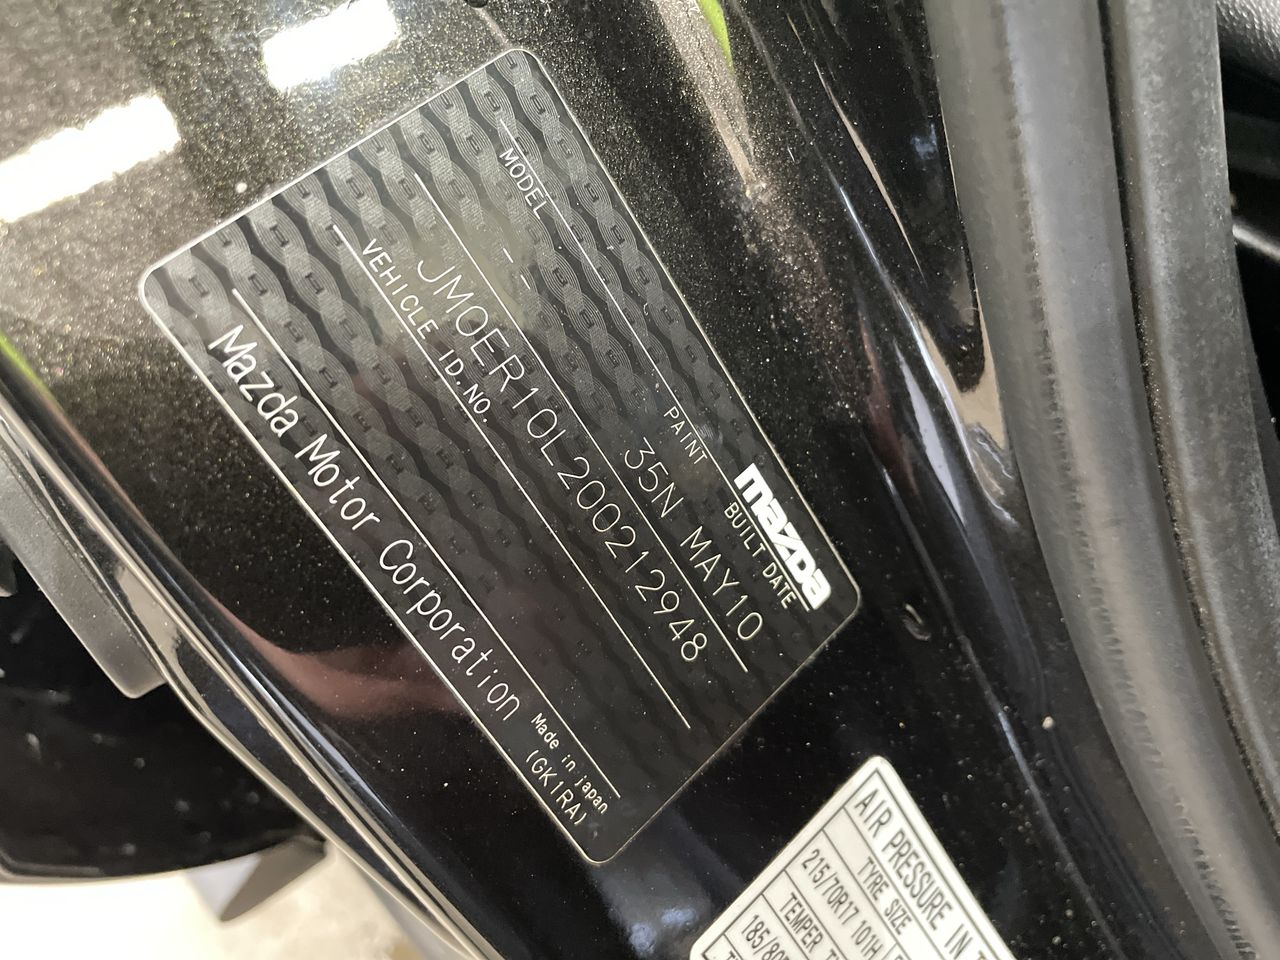 mazda
MODEL PAINT BUILT DATE
-- 35N MAY10
JM0ER10L200212948
VEHICLE ID.NO.
Mazda Motor Corporation Made in japan
(GK1RA)
AIR PRESSURE IN
TYRE SIZE
215/70R17 101H
TEMPER
185/80